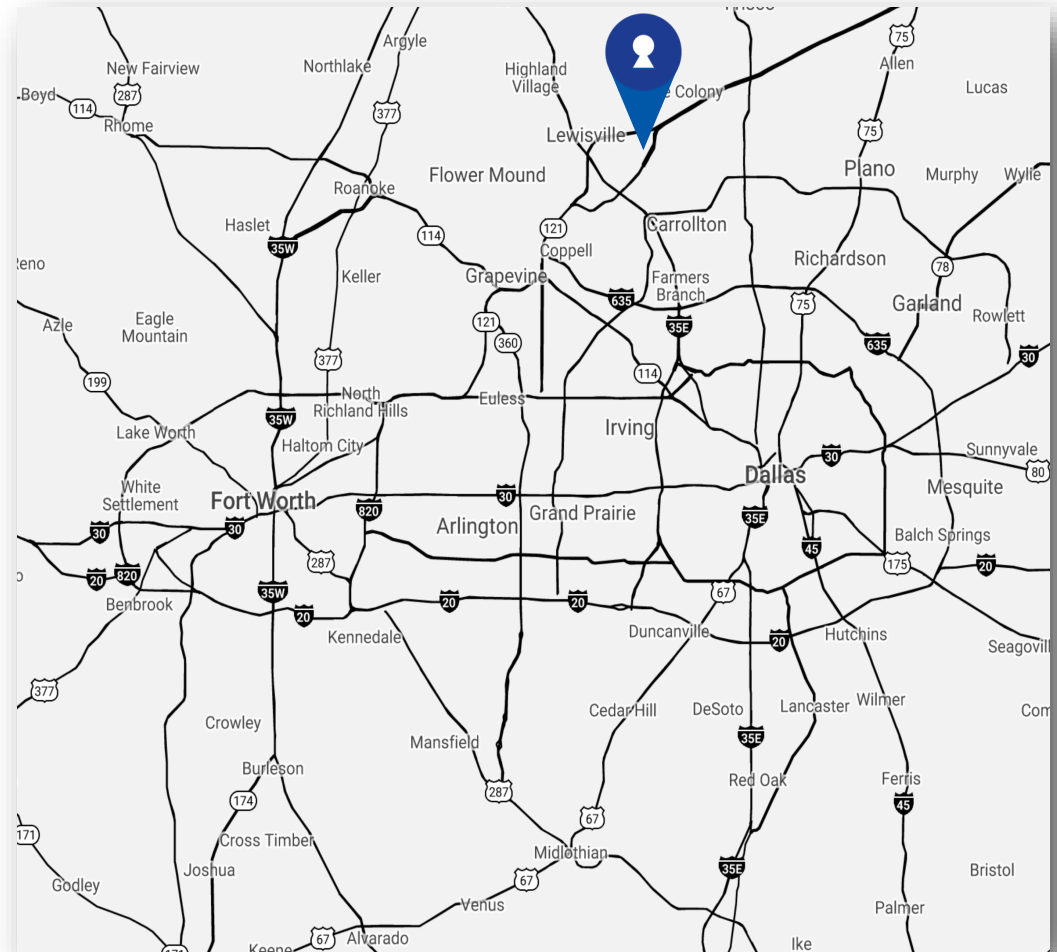 Argyle
75
New Fairview
Northlake
Highland
Village
Allen
287
Boyd
114
377
Colony
Lucas
Rhome
75
Lewisville
Flower Mound
Plano
Murphy
Wylie
Roanoke
Haslet
114
121
Carrollton
35W
Coppell
Richardson
78
Keller
Grapevine
Farmers
Branch
635
75
Garland
Rowlett
Azle
Eagle
Mountain
121
35E
360
635
30
377
114
199
North
Richland Hills
Euless
35W
Irving
Lake Worth
Haltom City
30
Sunnyvale
80
Dallas
White
Settlement
Fort Worth
30
Mesquite
820
Grand Prairie
35E
30
30
Arlington
Balch Springs
45
287
175
20
20
820
35W
67
Benbrook
20
20
20
Kennedale
Duncanville
20
Hutchins
377
Cedar Hill
DeSoto
Lancaster
Wilmer
Crowley
35E
Mansfield
Burleson
Red Oak
Ferris
287
174
45
67
171
Cross Timber
Midlothian
Joshua
35E
Bristol
Godley
67
Venus
Palmer
67
Alvarado
Ike
Keene